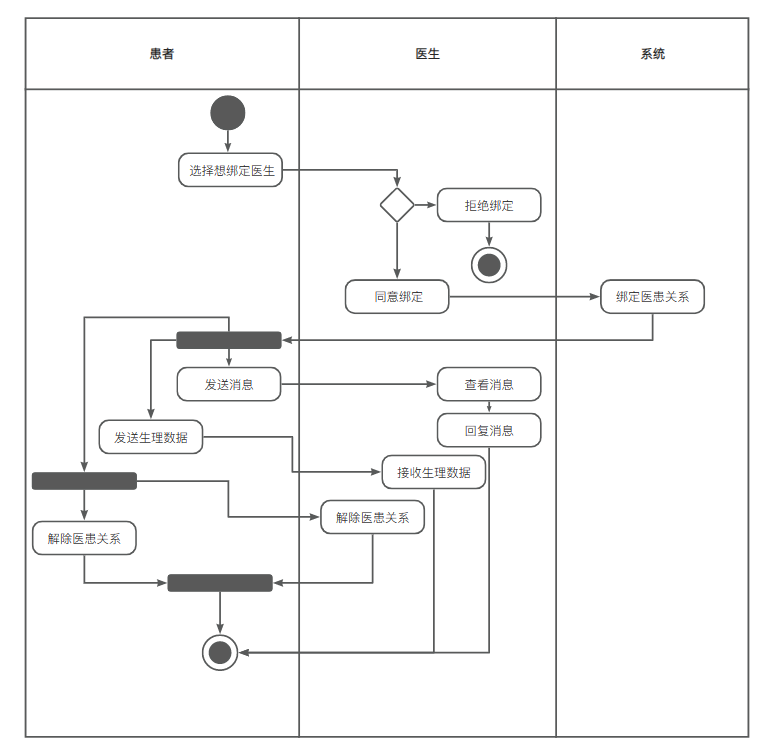 患者
医生
系统
选择想绑定医生
拒绝绑定
同意绑定
绑定医患关系
发送消息
查看消息
发送生理数据
回复消息
接收生理数据
解除医患关系
解除医患关系